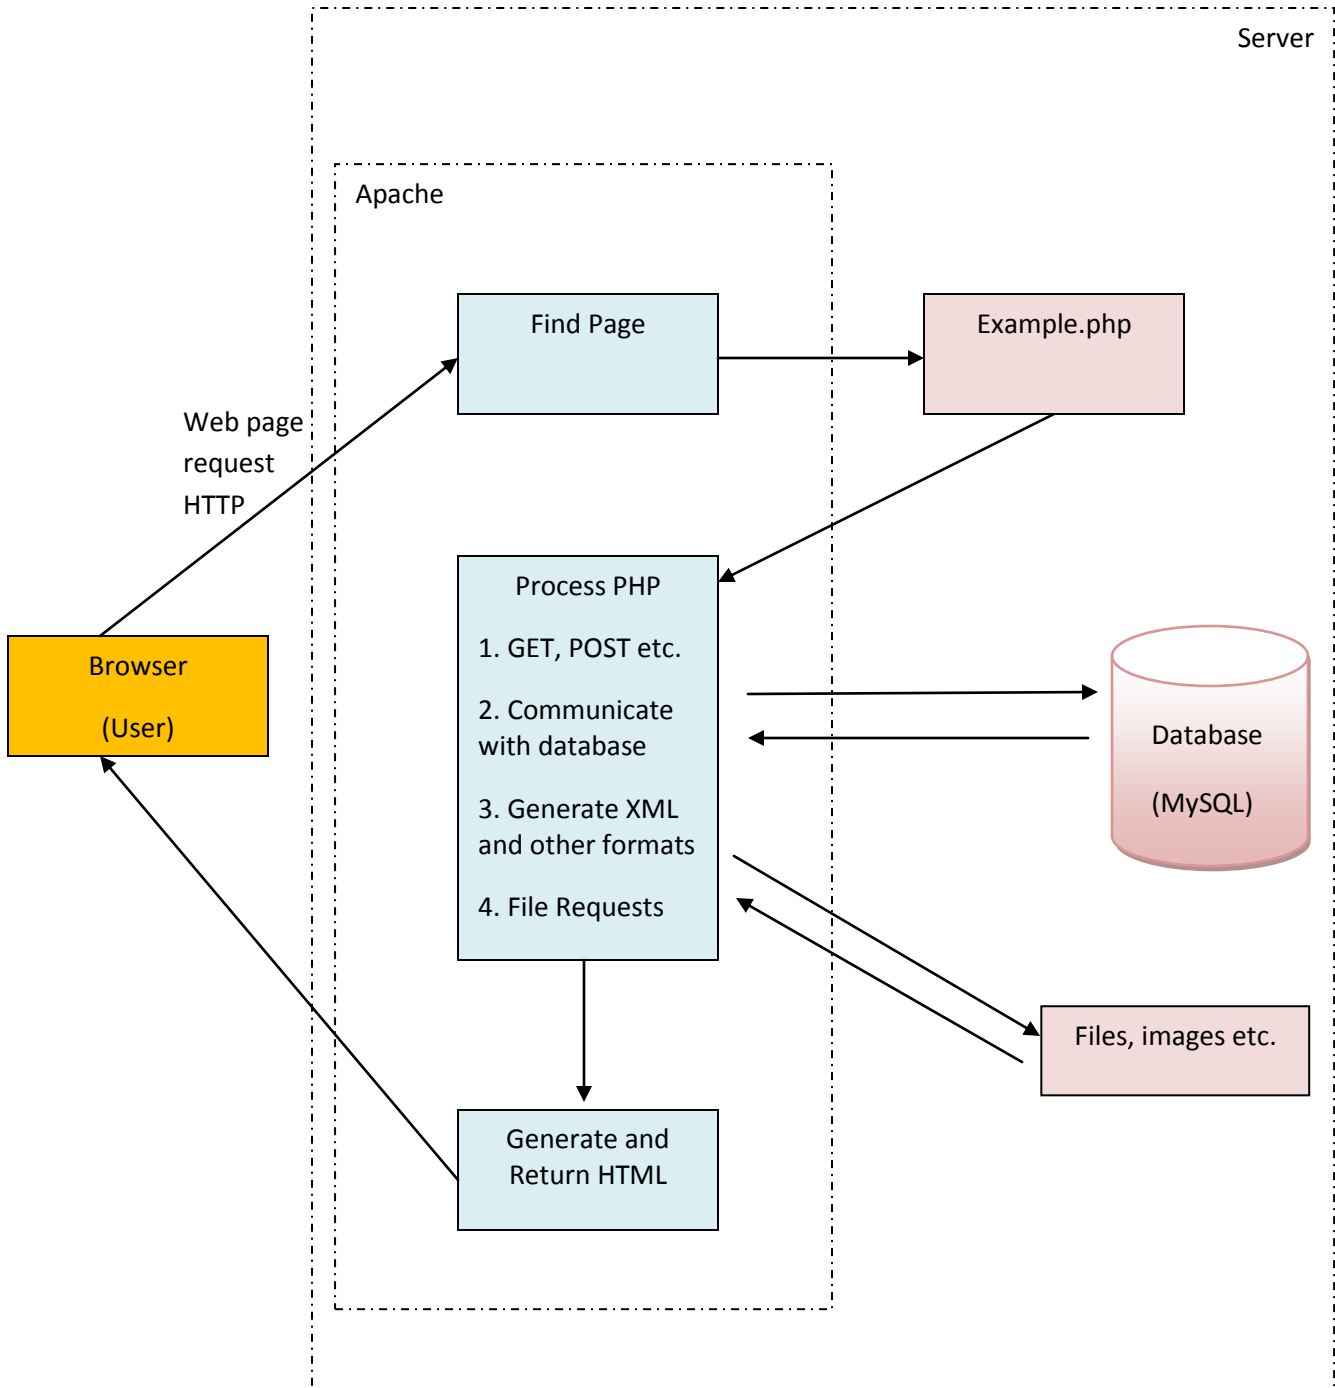 Server
Apache
Find Page
Example.php
Web page
request
HTTP
Process PHP
1. GET, POST etc.
2. Communicate
with database
3. Generate XML
and other formats
4. File Requests
Browser
(User)
Database
(MySQL)
Files, images etc.
Generate and
Return HTML